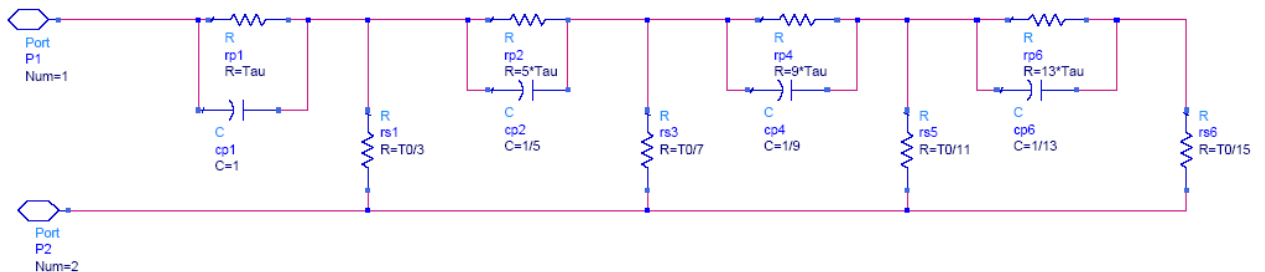 Port
P1
Num=1
R
rp1
R=Tau
C
cp1
C=1
R
rs1
R=T0/3
R
rp2
R=5*Tau
C
cp2
C=1/5
R
rs3
R=T0/7
R
rp4
R=9*Tau
C
cp4
C=1/9
R
rs5
R=T0/11
R
rp6
R=13*Tau
C
cp6
C=1/13
R
rs6
R=T0/15
Port
P2
Num=2